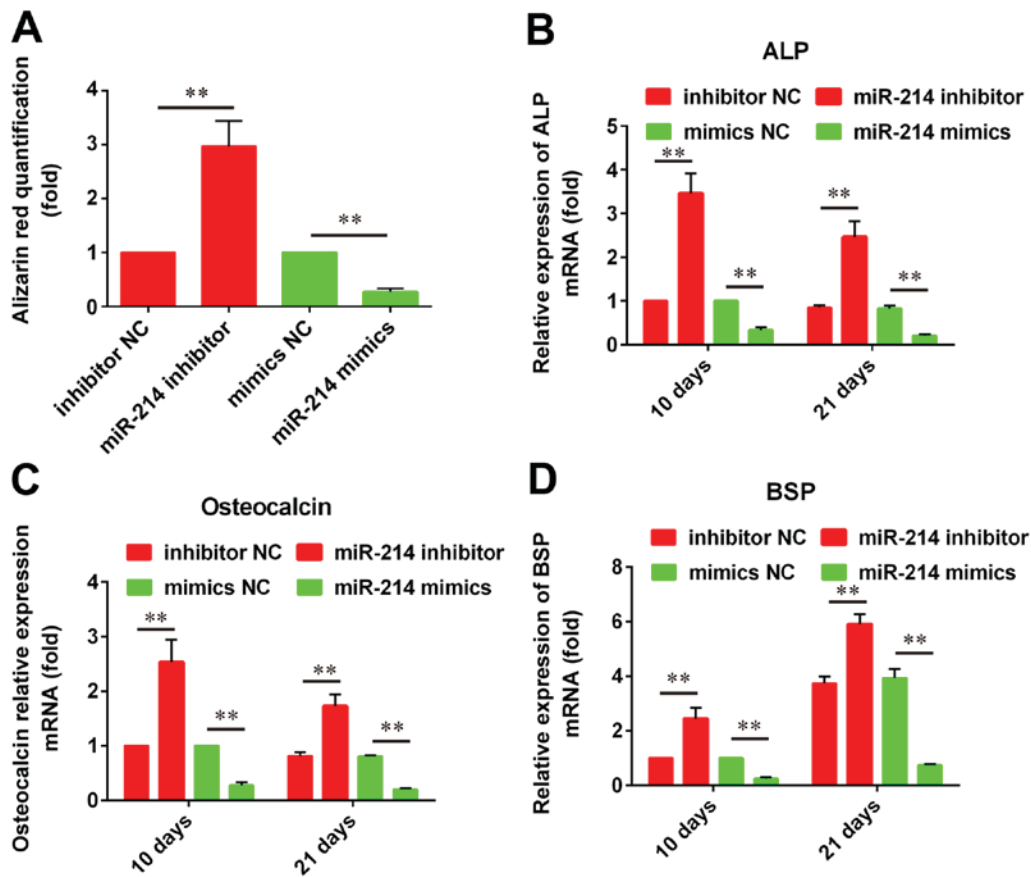 A
Alizarin red quantification
(fold)
4
3
2
1
0
**
**
inhibitor NC
miR-214 inhibitor
mimics NC
miR-214 mimics
B
ALP
inhibitor NC
miR-214 inhibitor
mimics NC
miR-214 mimics
Relative expression of ALP
mRNA (fold)
5
4
3
2
1
0
**
**
**
**
10 days
21 days
C
Osteocalcin
inhibitor NC
miR-214 inhibitor
mimics NC
miR-214 mimics
Osteocalcin relative expression
mRNA (fold)
4
3
2
1
0
**
**
**
**
10 days
21 days
D
BSP
inhibitor NC
miR-214 inhibitor
mimics NC
miR-214 mimics
Relative expression of BSP
mRNA (fold)
8
6
4
2
0
**
**
**
**
10 days
21 days